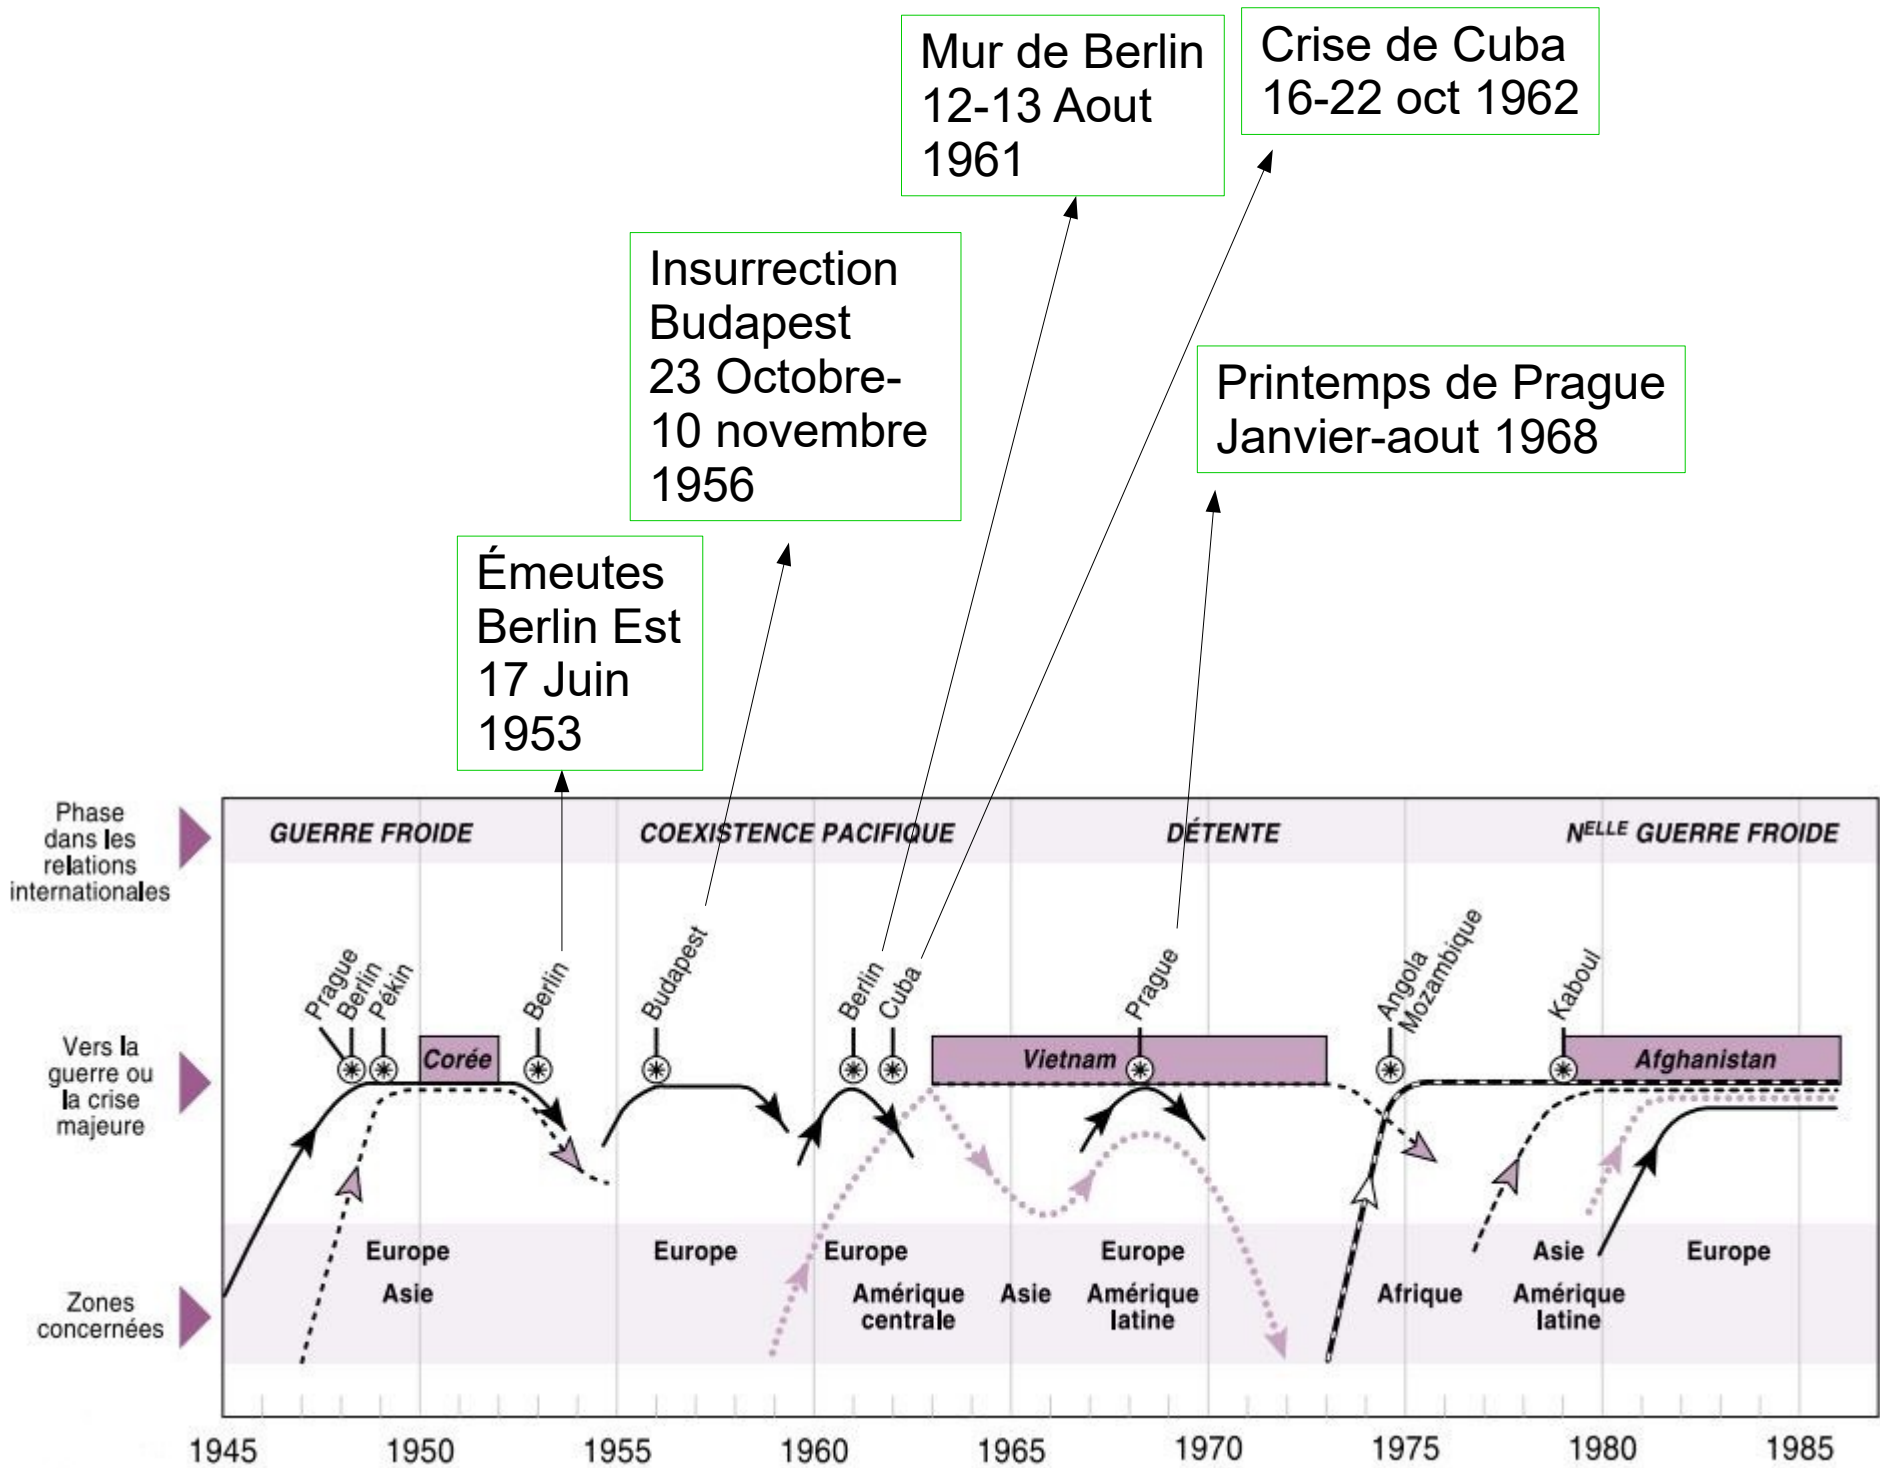 Mur de Berlin
12-13 Aout
1961
Crise de Cuba
16-22 oct 1962
Insurrection
Budapest
23 Octobre-
10 novembre
1956
Printemps de Prague
Janvier-aout 1968
Émeutes
Berlin Est
17 Juin
1953
Phase
dans les
relations
internationales
GUERRE FROIDE
COEXISTENCE PACIFIQUE
DÉTENTE
NELLE GUERRE FROIDE
Prague
Berlin
Pékin
Berlin
Budapest
Berlin
Cuba
Prague
Angola
Mozambique
Kaboul
Vers la
guerre ou
la crise
majeure
Corée
Vietnam
Afghanistan
Zones
concernées
Europe
Asie
Europe
Europe
Amérique
centrale
Asie
Europe
Amérique
latine
Afrique
Asie
Amérique
latine
Europe
1945
1950
1955
1960
1965
1970
1975
1980
1985